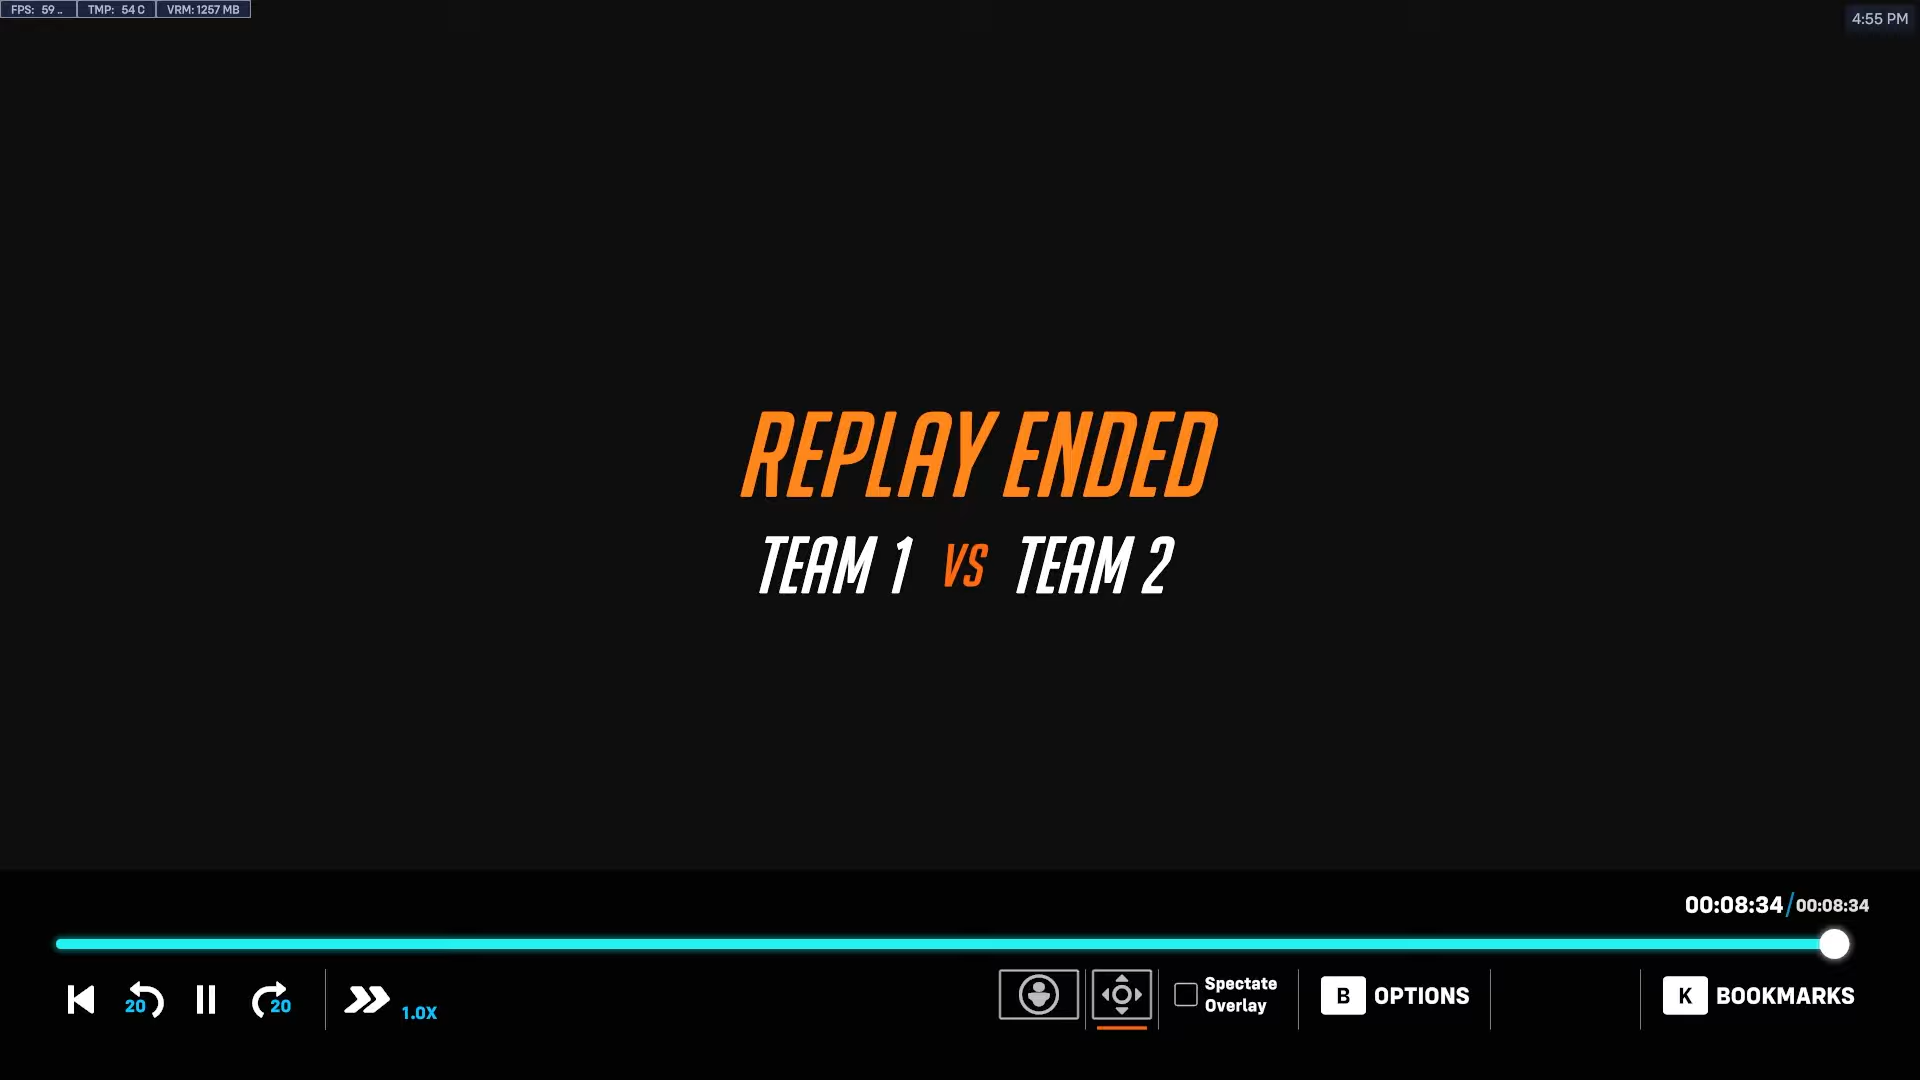 FPS: 59 .. TMP: 54 C VRM: 1257 MB
4:55 PM
REPLAY ENDED
TEAM 1 VS TEAM 2
00:08:34/00:08:34
20 20 1.0X
Spectate
Overlay
B OPTIONS
K BOOKMARKS